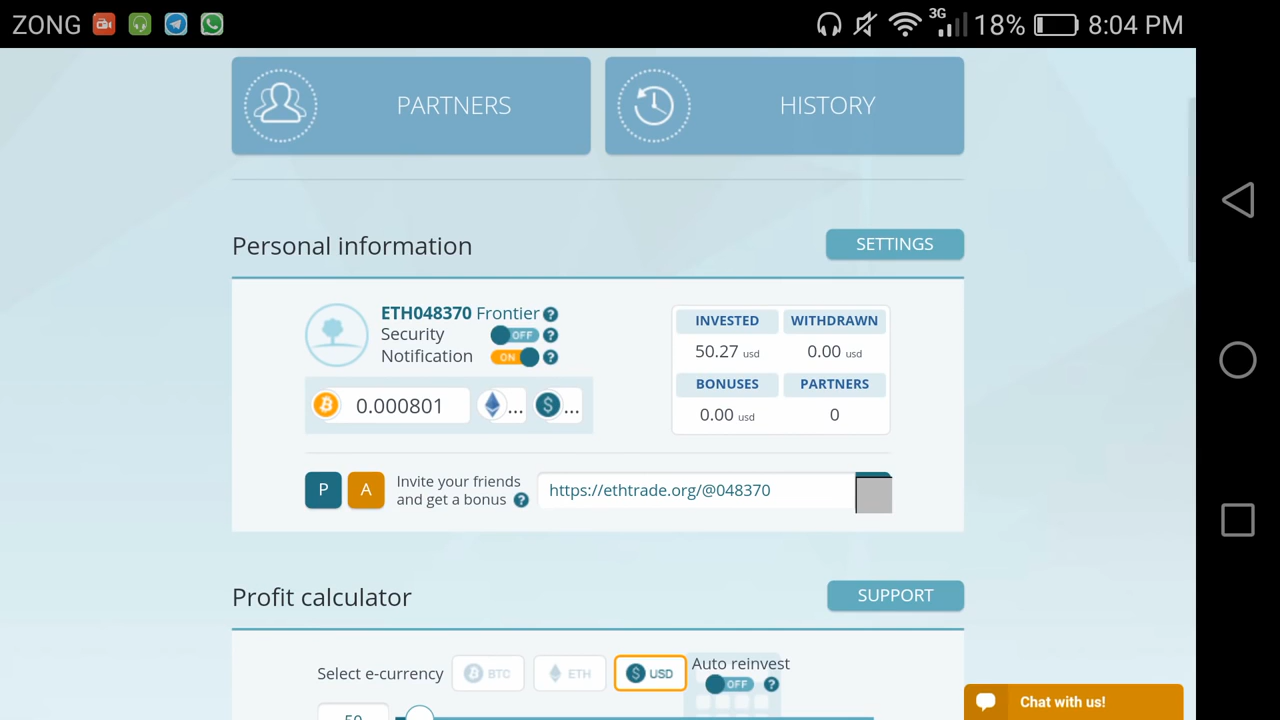 ZONG 3G 18% 8:04 PM
PARTNERS HISTORY
Personal information SETTINGS
ETH048370 Frontier ?
Security OFF ?
Notification ON ?
0.000801 ... $ ...
INVESTED WITHDRAWN
50.27 usd 0.00 usd
BONUSES PARTNERS
0.00 usd 0
P A Invite your friends
and get a bonus ? https://ethtrade.org/@048370
Profit calculator SUPPORT
Select e-currency BTC ETH $ USD Auto reinvest
OFF ?
50
Chat with us!